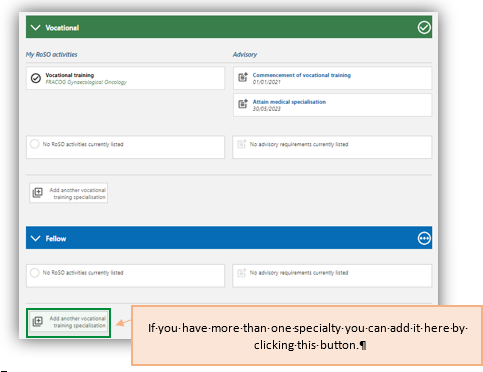 Vocational
My RoSO activities
Advisory
Vocational training
FRACOG Gynaecological Oncology
Commencement of vocational training
01/01/2021
Attain medical specialisation
30/05/2023
No RoSO activities currently listed
No advisory requirements currently listed
Add another vocational
training specialisation
Fellow
No RoSO activities currently listed
No advisory requirements currently listed
Add another vocational
training specialisation
If·you·have·more·than·one·specialty·you·can·add·it·here·by·
clicking·this·button.¶